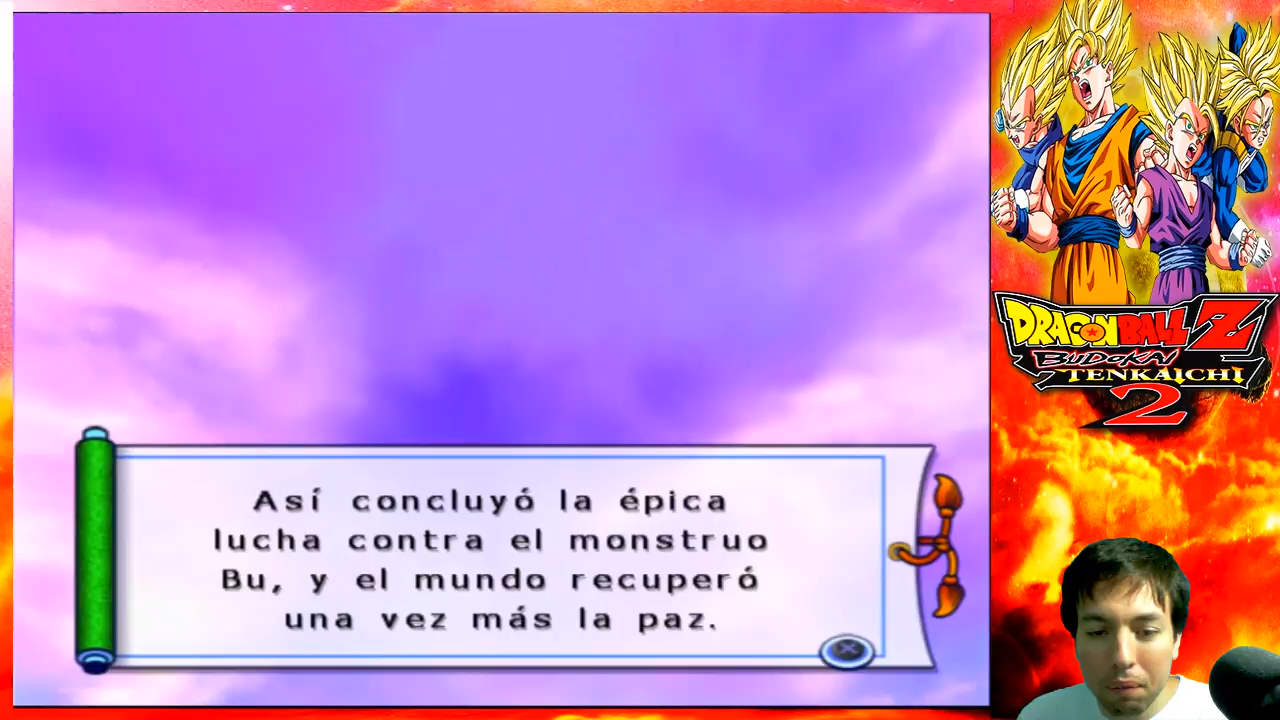 Así concluyó la épica
lucha contra el monstruo
Bu, y el mundo recuperó
una vez más la paz.
DRAGON BALL Z
BUDOKAI
TENKAICHI
2